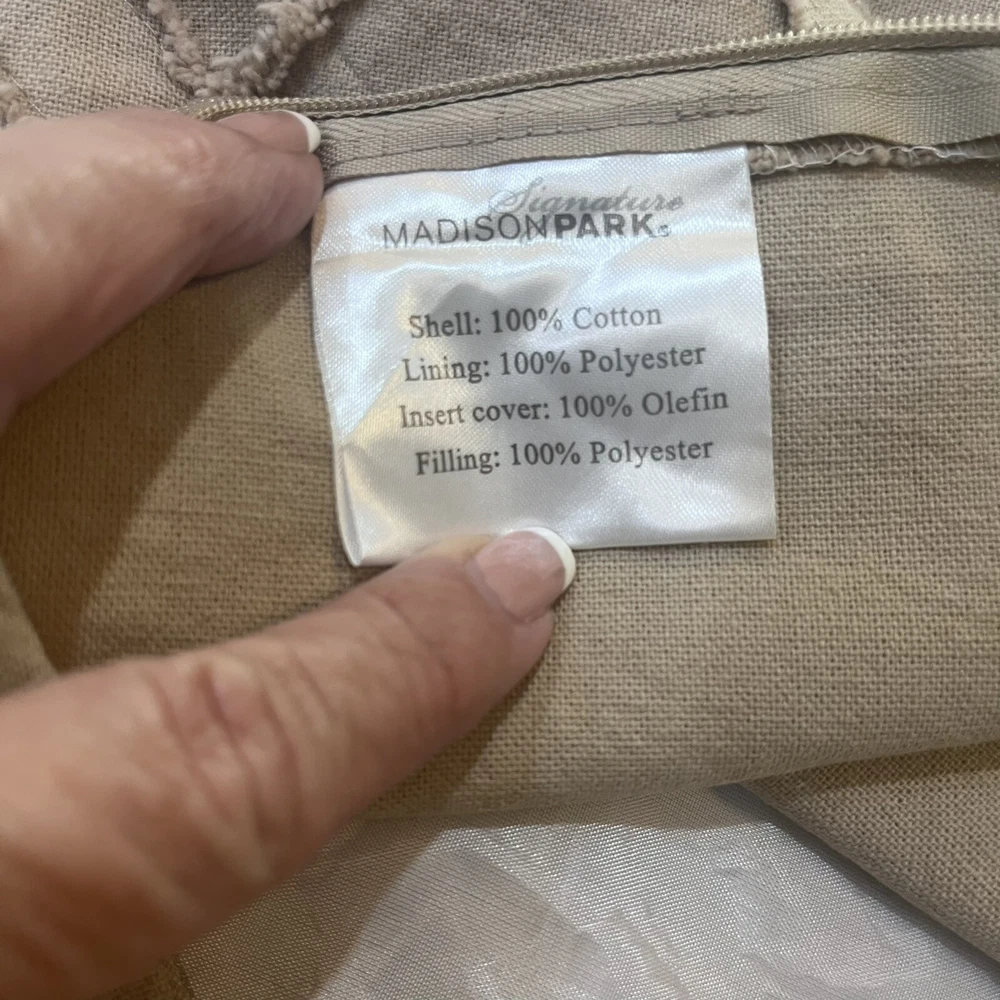 Signature
MADISONPARK®
Shell: 100% Cotton
Lining: 100% Polyester
Insert cover: 100% Olefin
Filling: 100% Polyester